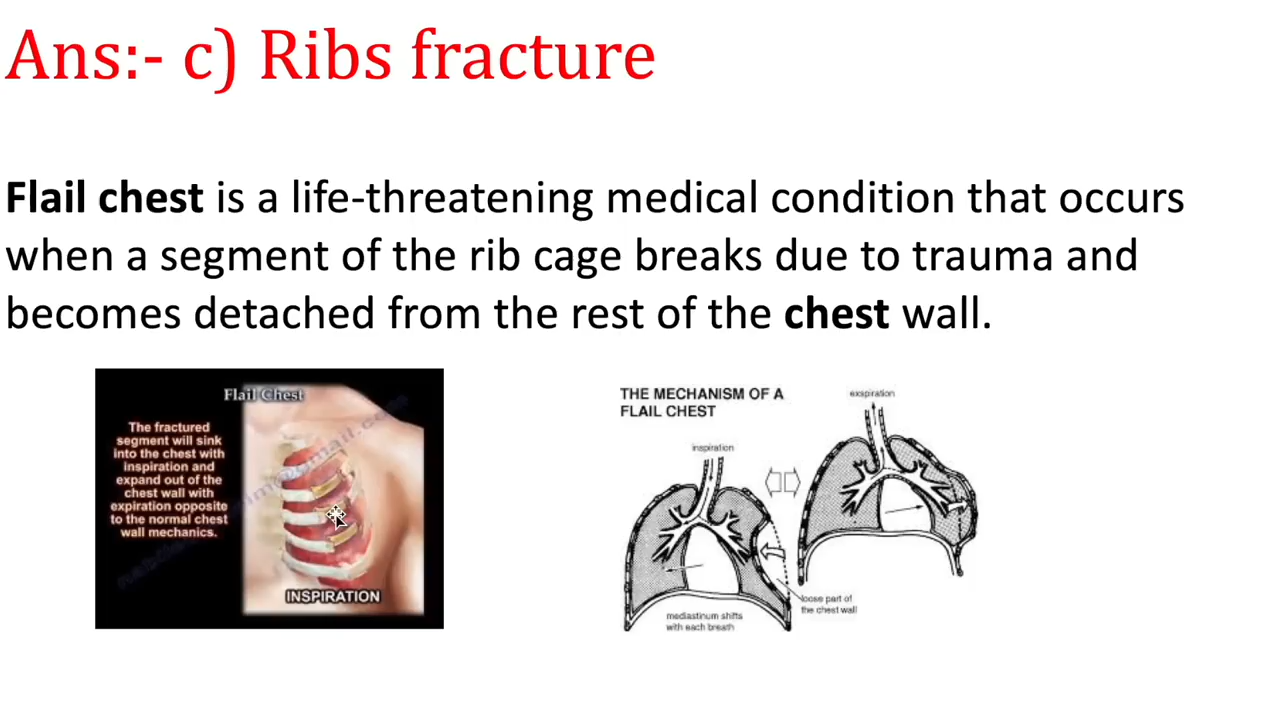 Ans:- c) Ribs fracture
Flail chest is a life-threatening medical condition that occurs
when a segment of the rib cage breaks due to trauma and
becomes detached from the rest of the chest wall.
Flail Chest
The fractured
segment will sink
into the chest with
inspiration and
expand out of the
chest wall with
expiration opposite
to the normal chest
wall mechanics.
INSPIRATION
THE MECHANISM OF A
FLAIL CHEST
inspiration
exspiration
loose part of
the chest wall
mediastinum shifts
with each breath